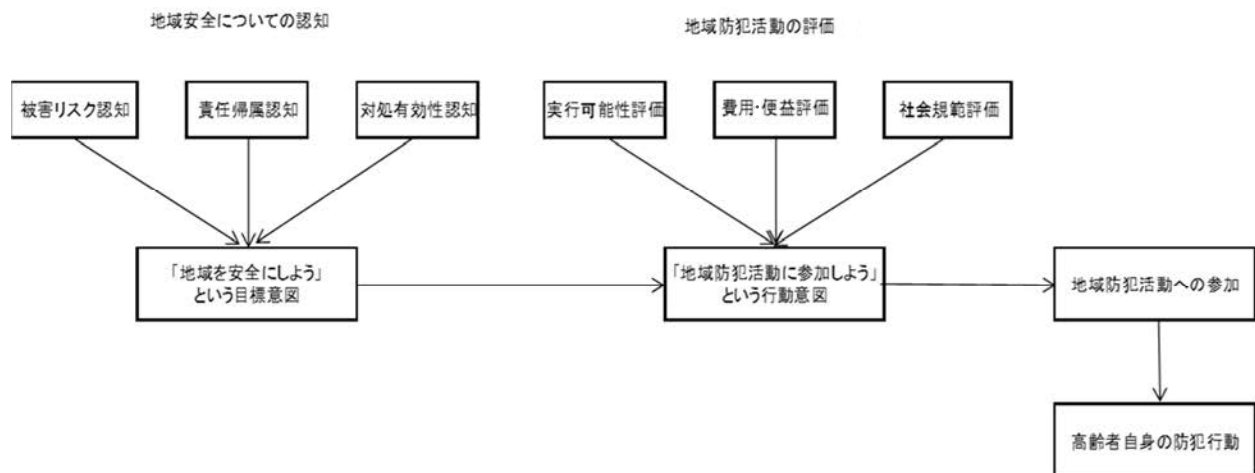 地域安全についての認知
地域防犯活動の評価
被害リスク認知
責任帰属認知
対処有効性認知
実行可能性評価
費用・便益評価
社会規範評価
「地域を安全にしよう」
という目標意図
「地域防犯活動に参加しよう」
という行動意図
地域防犯活動への参加
高齢者自身の防犯行動